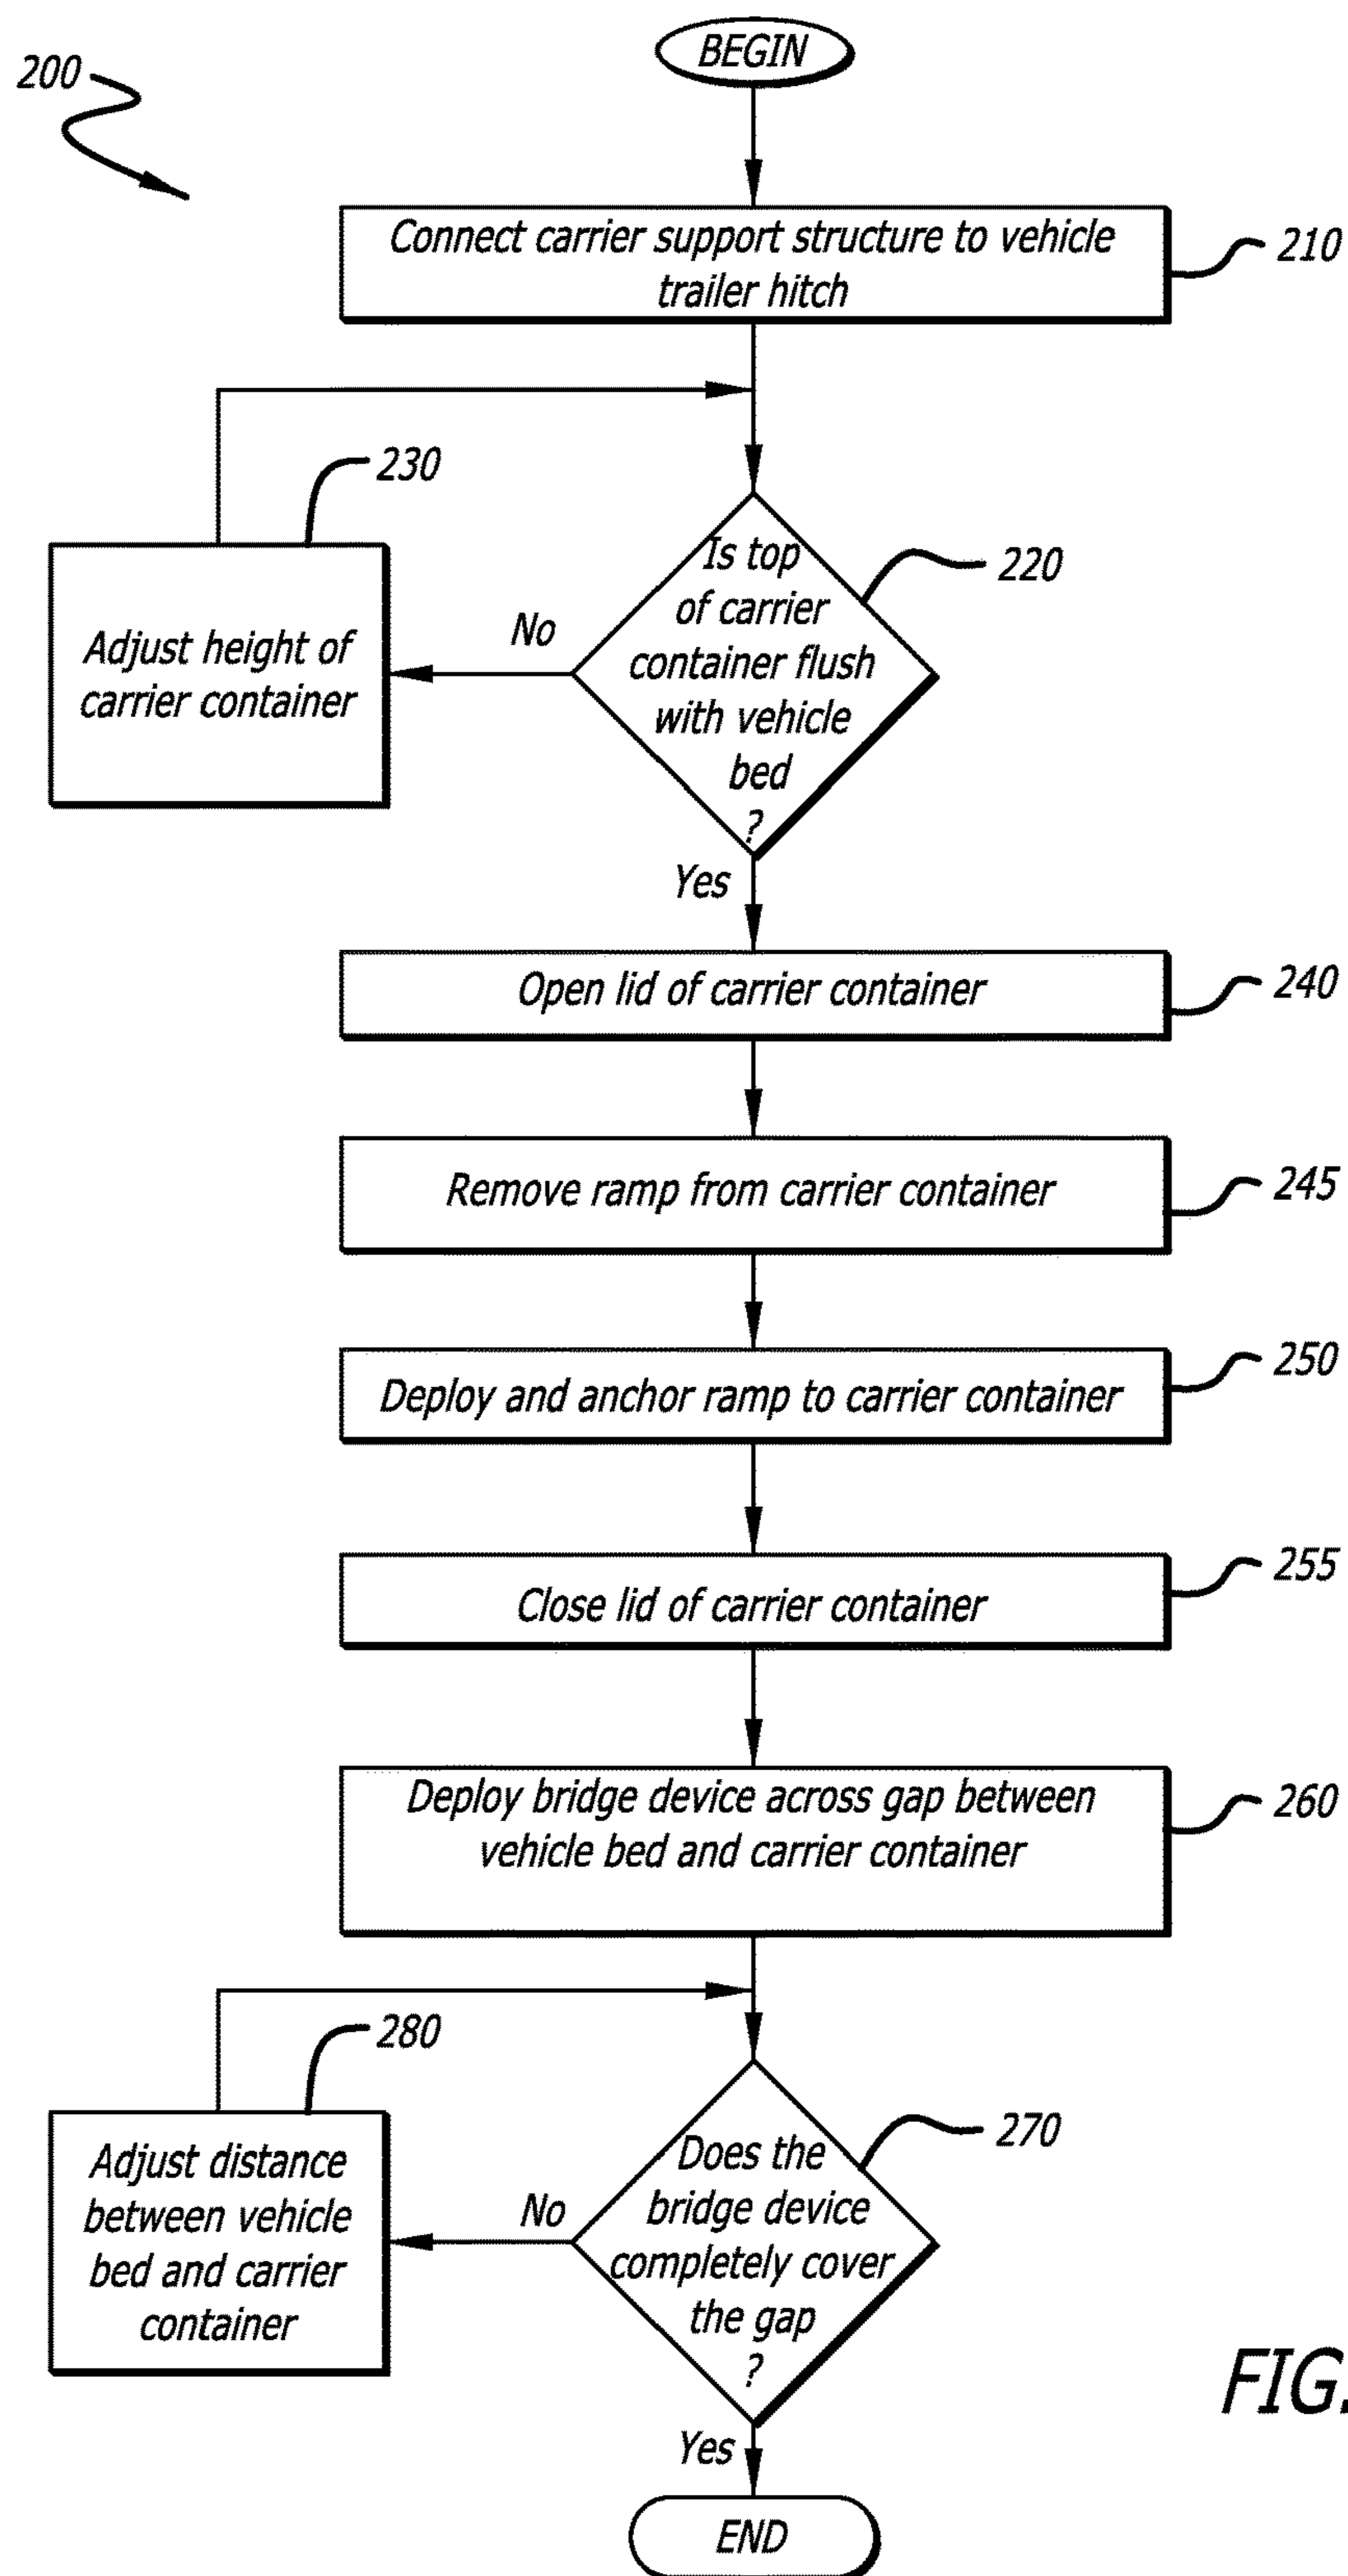 BEGIN
200
Connect carrier support structure to vehicle
trailer hitch
210
230
Is top
of carrier
container flush
with vehicle
bed
?
220
No
Adjust height of
carrier container
Yes
Open lid of carrier container
240
Remove ramp from carrier container
245
Deploy and anchor ramp to carrier container
250
Close lid of carrier container
255
Deploy bridge device across gap between
vehicle bed and carrier container
260
280
Does the
bridge device
completely cover
the gap
?
270
No
Adjust distance
between vehicle
bed and carrier
container
Yes
FIG.
END